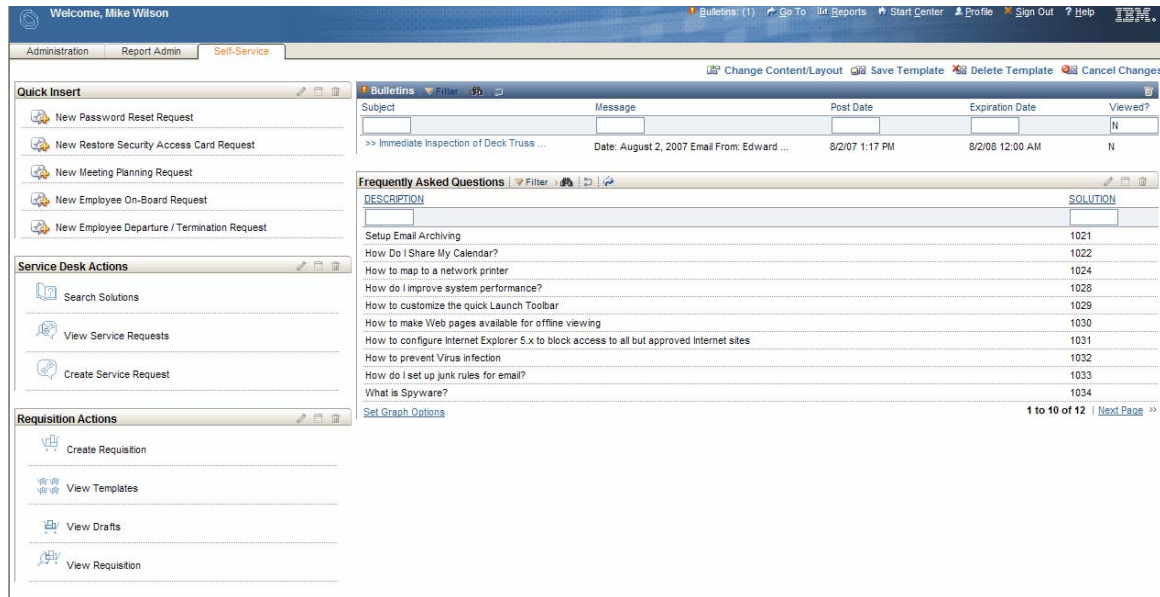 Welcome, Mike Wilson
Bulletins: (1) Go To Reports Start Center Profile Sign Out ? Help IBM.
Administration Report Admin Self-Service
Change Content/Layout Save Template Delete Template Cancel Changes
Quick Insert
New Password Reset Request
New Restore Security Access Card Request
New Meeting Planning Request
New Employee On-Board Request
New Employee Departure / Termination Request
Service Desk Actions
Search Solutions
View Service Requests
Create Service Request
Requisition Actions
Create Requisition
View Templates
View Drafts
View Requisition
Bulletins Filter
Subject Message Post Date Expiration Date Viewed?
N
>> Immediate Inspection of Deck Truss ... Date: August 2, 2007 Email From: Edward ... 8/2/07 1:17 PM 8/2/08 12:00 AM N
Frequently Asked Questions Filter >
DESCRIPTION SOLUTION
Setup Email Archiving 1021
How Do I Share My Calendar? 1022
How to map to a network printer 1024
How do I improve system performance? 1028
How to customize the quick Launch Toolbar 1029
How to make Web pages available for offline viewing 1030
How to configure Internet Explorer 5.x to block access to all but approved Internet sites 1031
How to prevent Virus infection 1032
How do I set up junk rules for email? 1033
What is Spyware? 1034
Set Graph Options 1 to 10 of 12 | Next Page >>